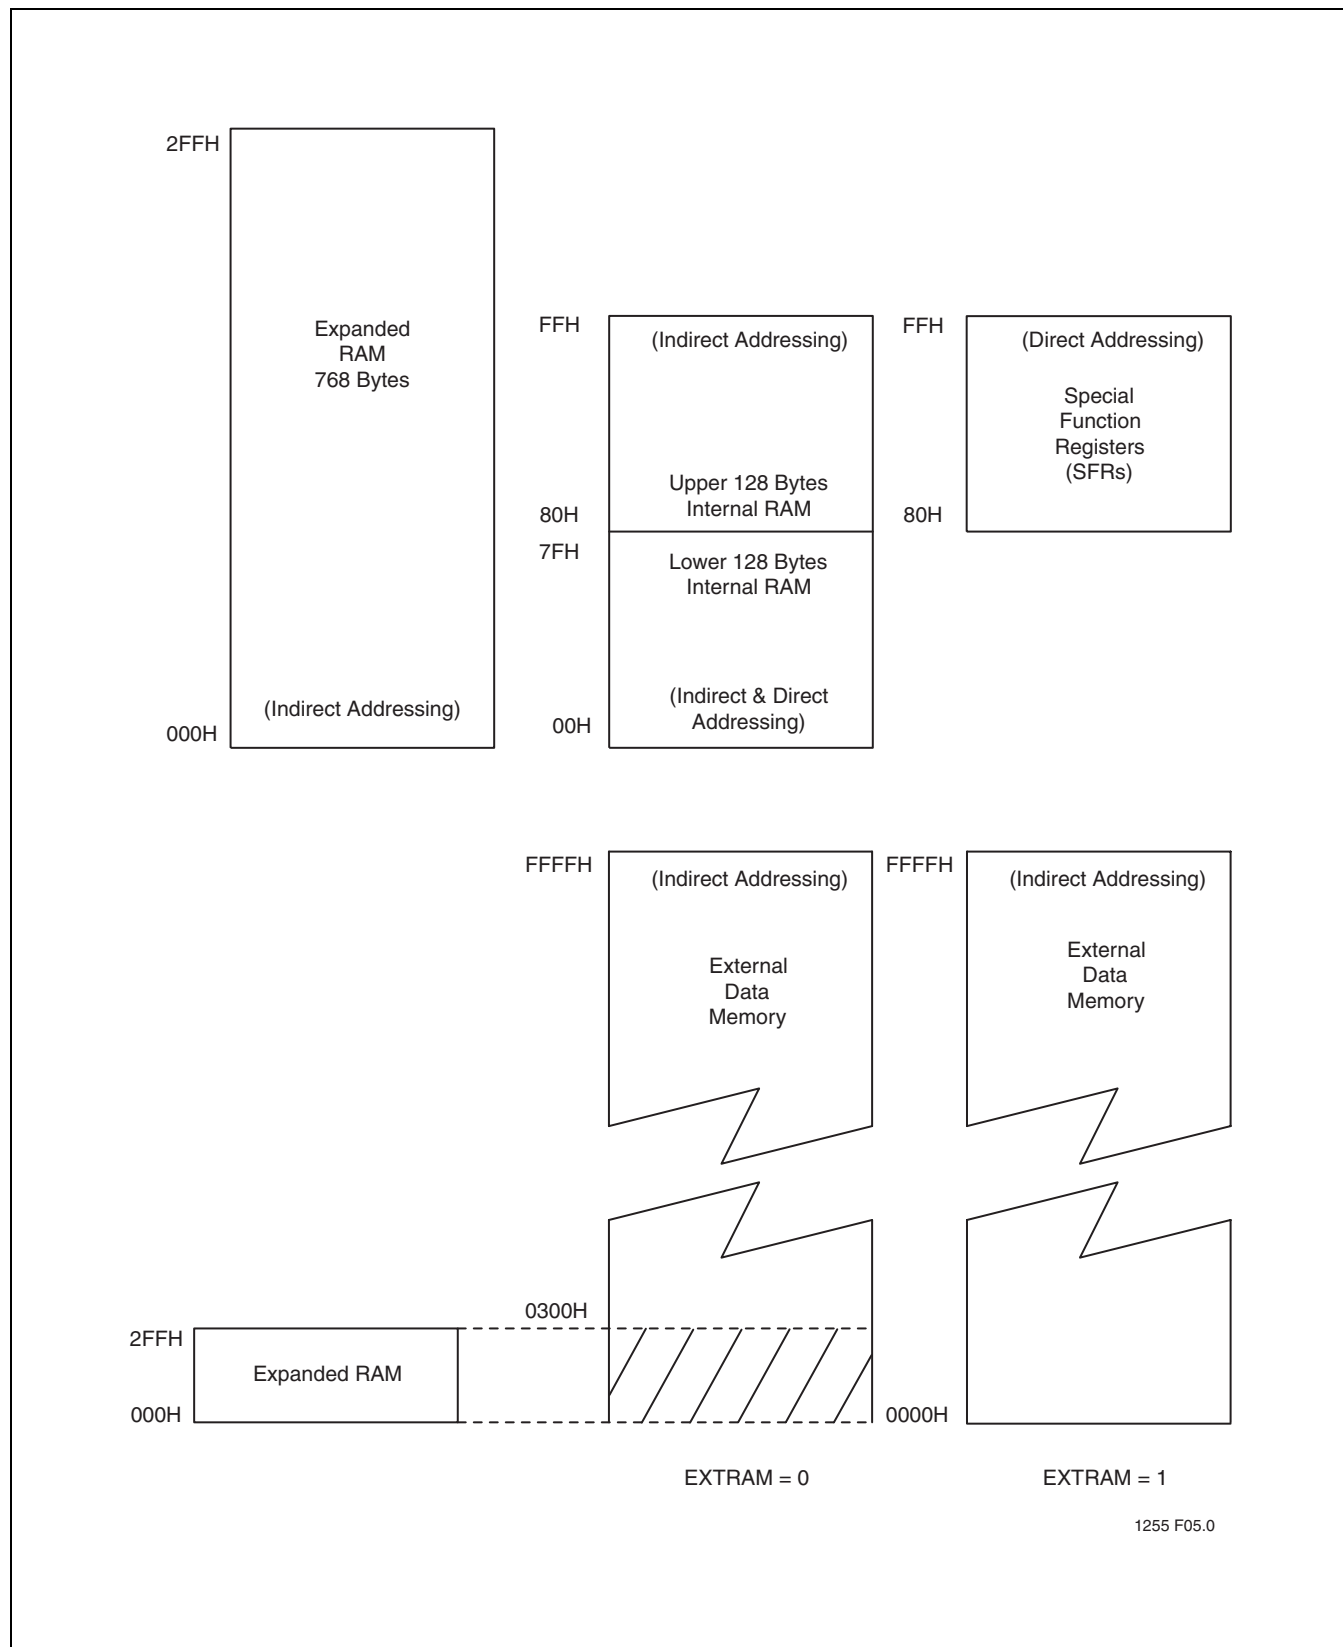 2FFH
Expanded
RAM
768 Bytes
(Indirect Addressing)
000H
FFH
(Indirect Addressing)
Upper 128 Bytes
Internal RAM
80H
7FH
Lower 128 Bytes
Internal RAM
(Indirect & Direct
Addressing)
00H
FFH
(Direct Addressing)
Special
Function
Registers
(SFRs)
80H
FFFFH
(Indirect Addressing)
External
Data
Memory
FFFFH
(Indirect Addressing)
External
Data
Memory
0300H
2FFH
Expanded RAM
000H
0000H
EXTRAM = 0
EXTRAM = 1
1255 F05.0